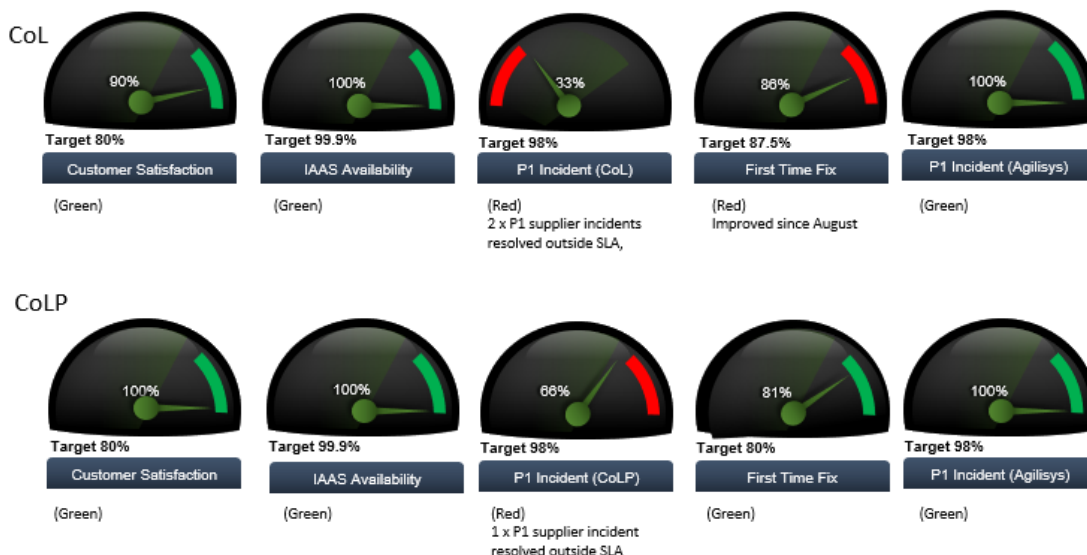 CoL
90%
100%
33%
86%
100%
Target 80%
Target 99.9%
Target 98%
Target 87.5%
Target 98%
Customer Satisfaction
IAAS Availability
P1 Incident (CoL)
First Time Fix
P1 Incident (Agilisys)
(Green)
(Green)
(Red)
2 x P1 supplier incidents
resolved outside SLA,
(Red)
Improved since August
(Green)
CoLP
100%
100%
66%
81%
100%
Target 80%
Target 99.9%
Target 98%
Target 80%
Target 98%
Customer Satisfaction
IAAS Availability
P1 Incident (CoLP)
First Time Fix
P1 Incident (Agilisys)
(Green)
(Green)
(Red)
1 x P1 supplier incident
resolved outside SLA
(Green)
(Green)